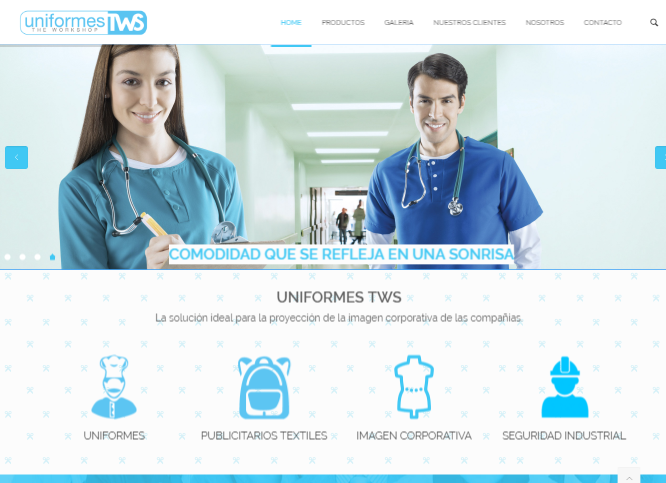 uniformes TWS
THE WORKSHOP
HOME PRODUCTOS GALERIA NUESTROS CLIENTES NOSOTROS CONTACTO
COMODIDAD QUE SE REFLEJA EN UNA SONRISA
UNIFORMES TWS
La solución ideal para la proyección de la imagen corporativa de las compañias.
UNIFORMES PUBLICITARIOS TEXTILES IMAGEN CORPORATIVA SEGURIDAD INDUSTRIAL